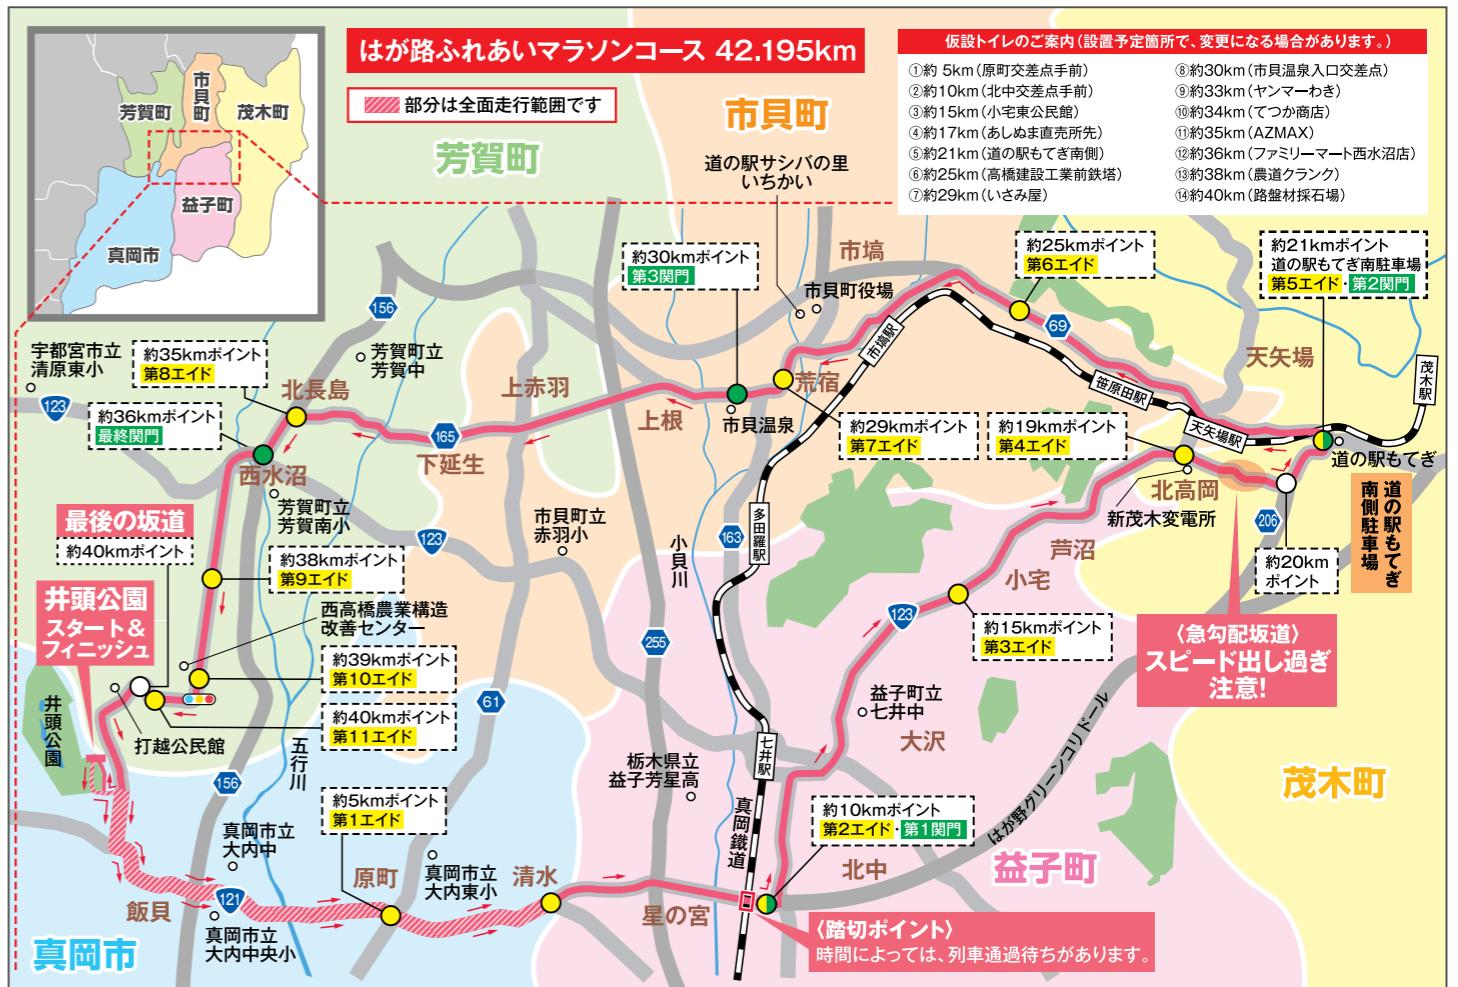 はが路ふれあいマラソンコース 42.195km
部分は全面走行範囲です
仮設トイレのご案内(設置予定箇所で、変更になる場合があります。)
①約 5km(原町交差点手前)
②約10km(北中交差点手前)
③約15km(小宅東公民館)
④約17km(あしぬま直売所先)
⑤約21km(道の駅もてぎ南側)
⑥約25km(高橋建設工業前鉄塔)
⑦約29km(いさみ屋)
⑧約30km(市貝温泉入口交差点)
⑨約33km(ヤンマーわき)
⑩約34km(てつか商店)
⑪約35km(AZMAX)
⑫約36km(ファミリーマート西水沼店)
⑬約38km(農道クランク)
⑭約40km(路盤材採石場)
芳賀町
市貝町
茂木町
益子町
真岡市
芳賀町
市貝町
道の駅サシバの里
いちかい
市塙
市貝町役場
約30kmポイント
第3関門
約25kmポイント
第6エイド
約21kmポイント
道の駅もてぎ南駐車場
第5エイド・第2関門
156
芳賀町立
芳賀中
宇都宮市立
清原東小
123
約35kmポイント
第8エイド
北長島
約36kmポイント
最終関門
西水沼
芳賀町立
芳賀南小
上赤羽
165
下延生
上根
市貝温泉
荒宿
市塙駅
69
笹原田駅
天矢場
天矢場駅
茂木駅
約29kmポイント
第7エイド
約19kmポイント
第4エイド
北高岡
新茂木変電所
道の駅もてぎ
道の駅もてぎ
南側駐車場
206
約20km
ポイント
最後の坂道
約40kmポイント
約38kmポイント
第9エイド
123
市貝町立
赤羽小
小貝川
163
多田羅駅
芦沼
小宅
123
約15kmポイント
第3エイド
〈急勾配坂道〉
スピード出し過ぎ
注意!
井頭公園
スタート&
フィニッシュ
西高橋農業構造
改善センター
約39kmポイント
第10エイド
約40kmポイント
第11エイド
井頭公園
打越公民館
五行川
156
61
255
益子町立
七井中
大沢
七井駅
栃木県立
益子芳星高
真岡鐵道
はが野グリーンコリドール
茂木町
約5kmポイント
第1エイド
約10kmポイント
第2エイド・第1関門
真岡市立
大内中
原町
真岡市立
大内東小
清水
星の宮
北中
益子町
121
飯貝
真岡市立
大内中央小
真岡市
〈踏切ポイント〉
時間によっては、列車通過待ちがあります。